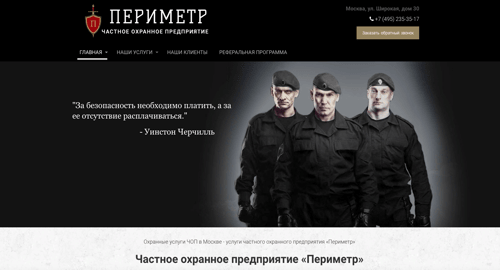 ПЕРИМЕТР
ЧАСТНОЕ ОХРАННОЕ ПРЕДПРИЯТИЕ
Москва, ул. Широкая, дом 30
+7 (495) 235-35-17
Заказать обратный звонок
ГЛАВНАЯ НАШИ УСЛУГИ НАШИ КЛИЕНТЫ РЕФЕРАЛЬНАЯ ПРОГРАММА
"За безопасность необходимо платить, а за
ее отсутствие расплачиваться."
- Уинстон Черчилль
Охранные услуги ЧОП в Москве - услуги частного охранного предприятия «Периметр»
Частное охранное предприятие «Периметр»